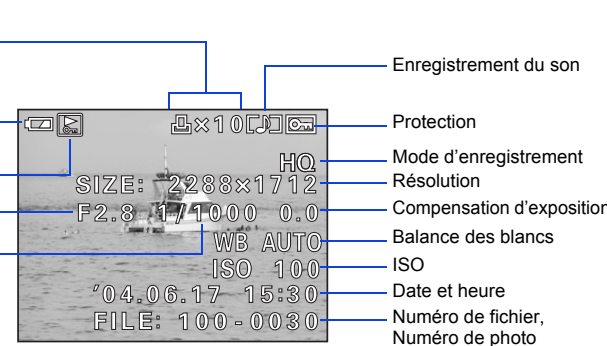 Enregistrement du son
×10
Protection
HQ
Mode d'enregistrement
SIZE: 2288×1712
Résolution
F2.8 1/1000 0.0
Compensation d'exposition
WB AUTO
Balance des blancs
ISO 100
ISO
'04.06.17 15:30
Date et heure
FILE: 100-0030
Numéro de fichier,
Numéro de photo